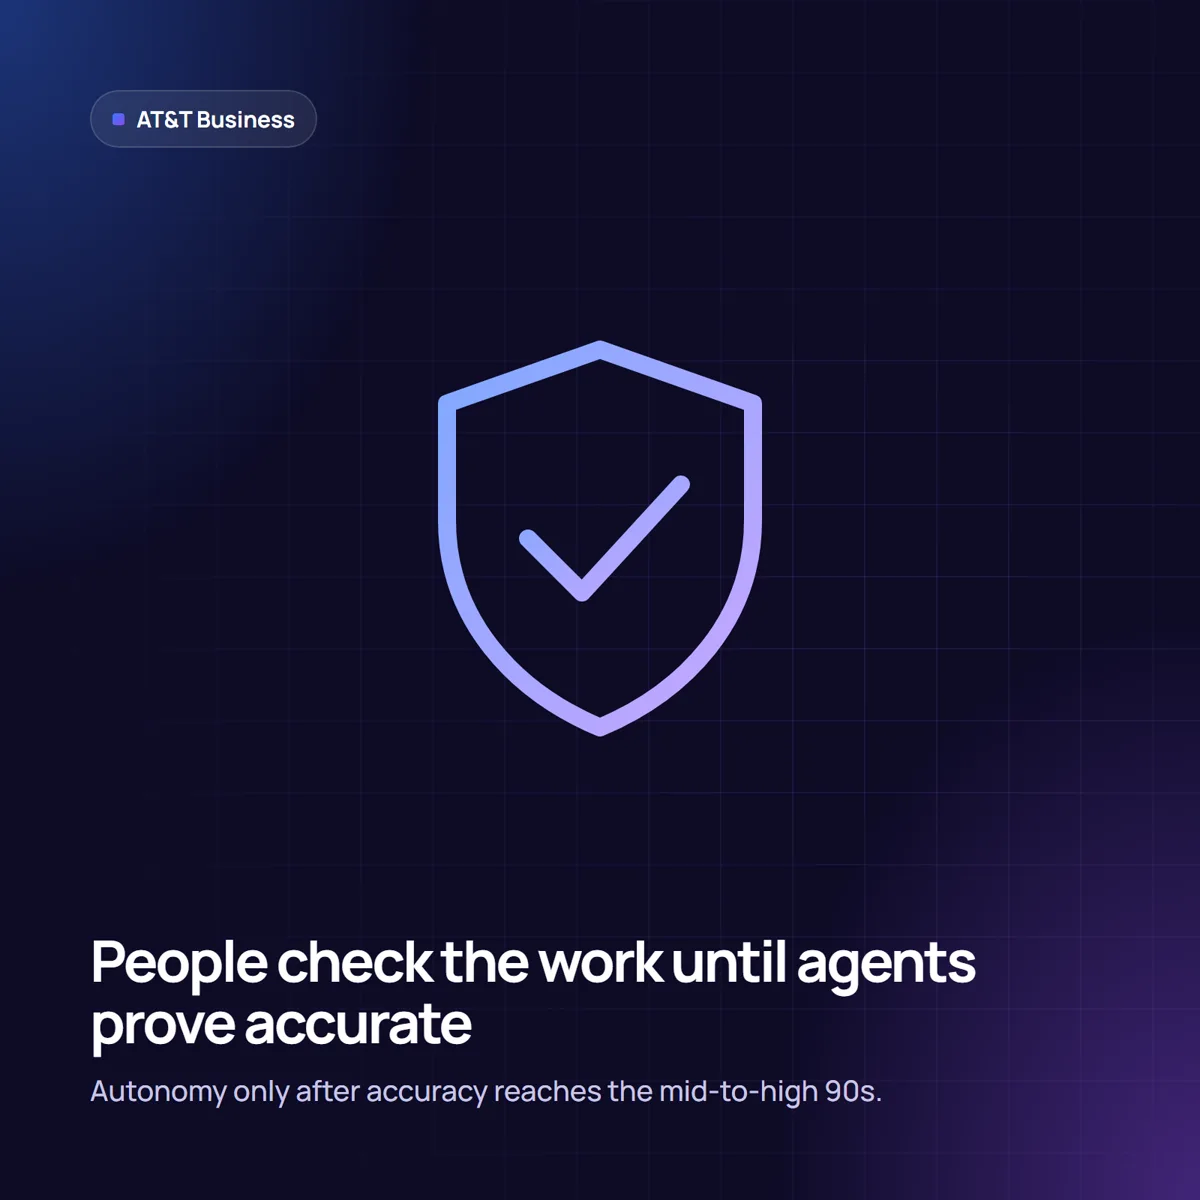 AT&T Business
People check the work until agents
prove accurate
Autonomy only after accuracy reaches the mid-to-high 90s.